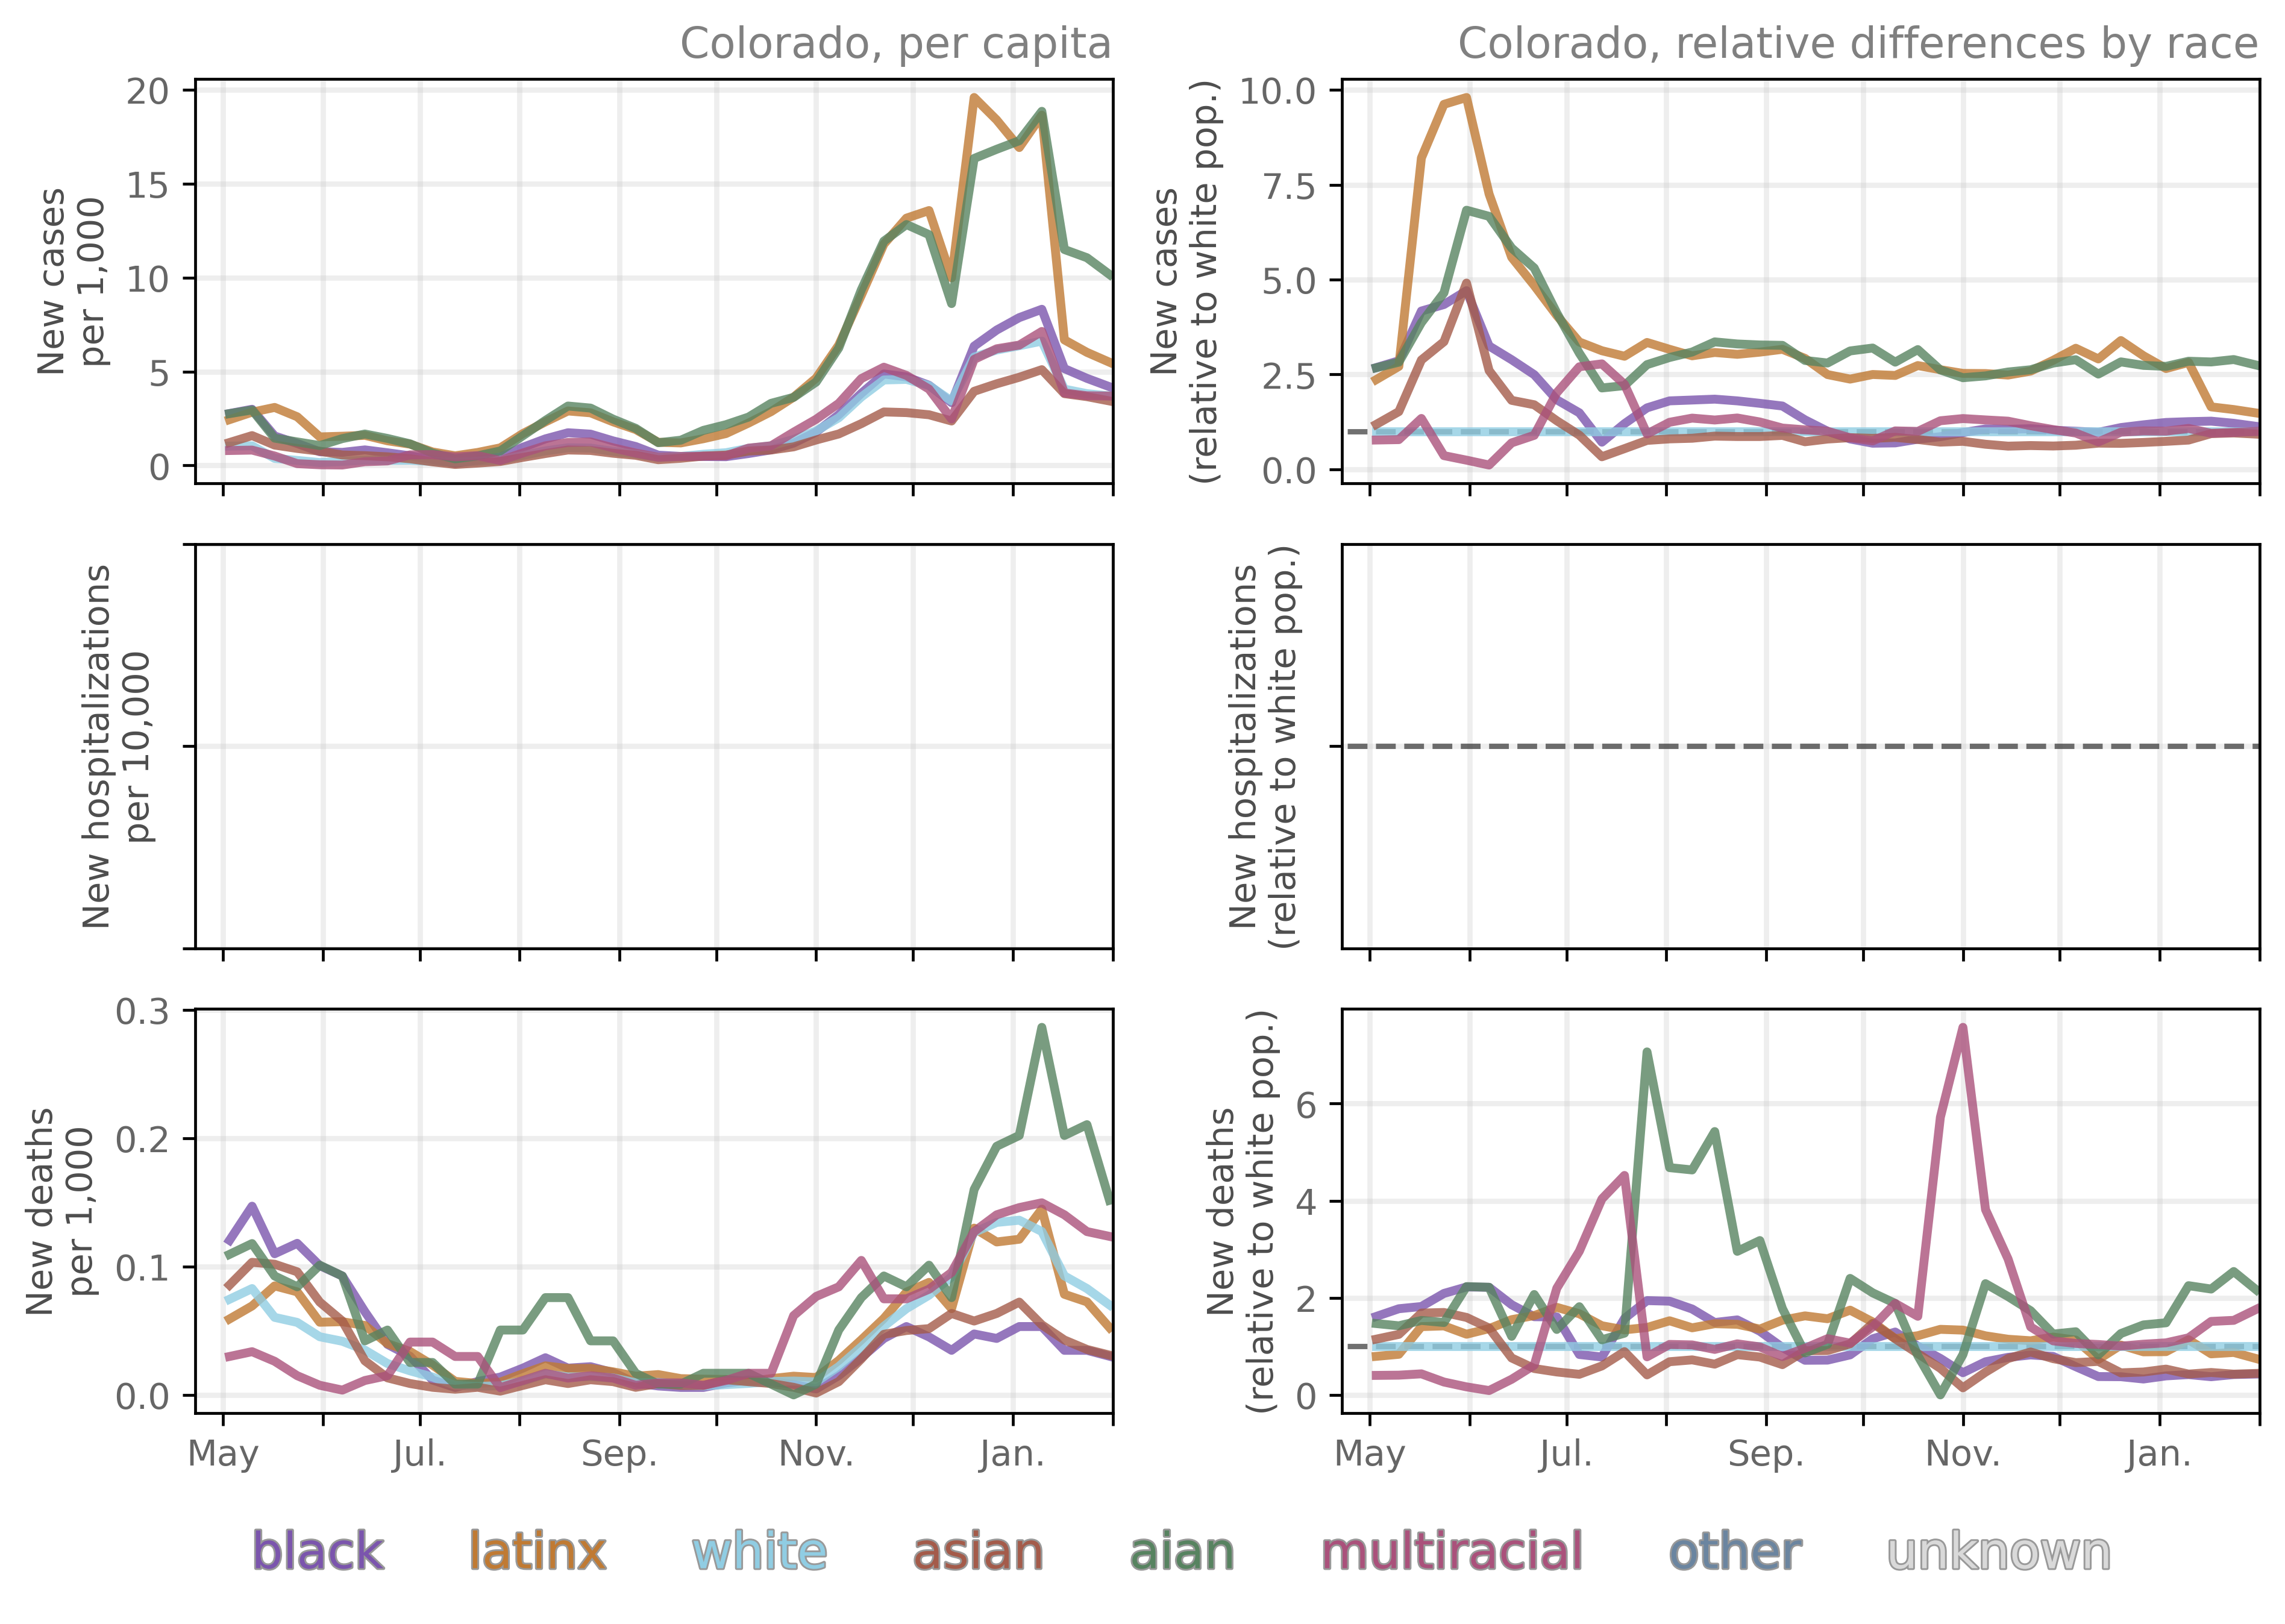 Colorado, per capita
Colorado, relative differences by race
New cases
per 1,000
20
15
10
5
0
New cases
(relative to white pop.)
10.0
7.5
5.0
2.5
0.0
New hospitalizations
per 10,000
New hospitalizations
(relative to white pop.)
New deaths
per 1,000
0.3
0.2
0.1
0.0
May Jul. Sep. Nov. Jan.
New deaths
(relative to white pop.)
6
4
2
0
May Jul. Sep. Nov. Jan.
black latinx white asian aian multiracial other unknown